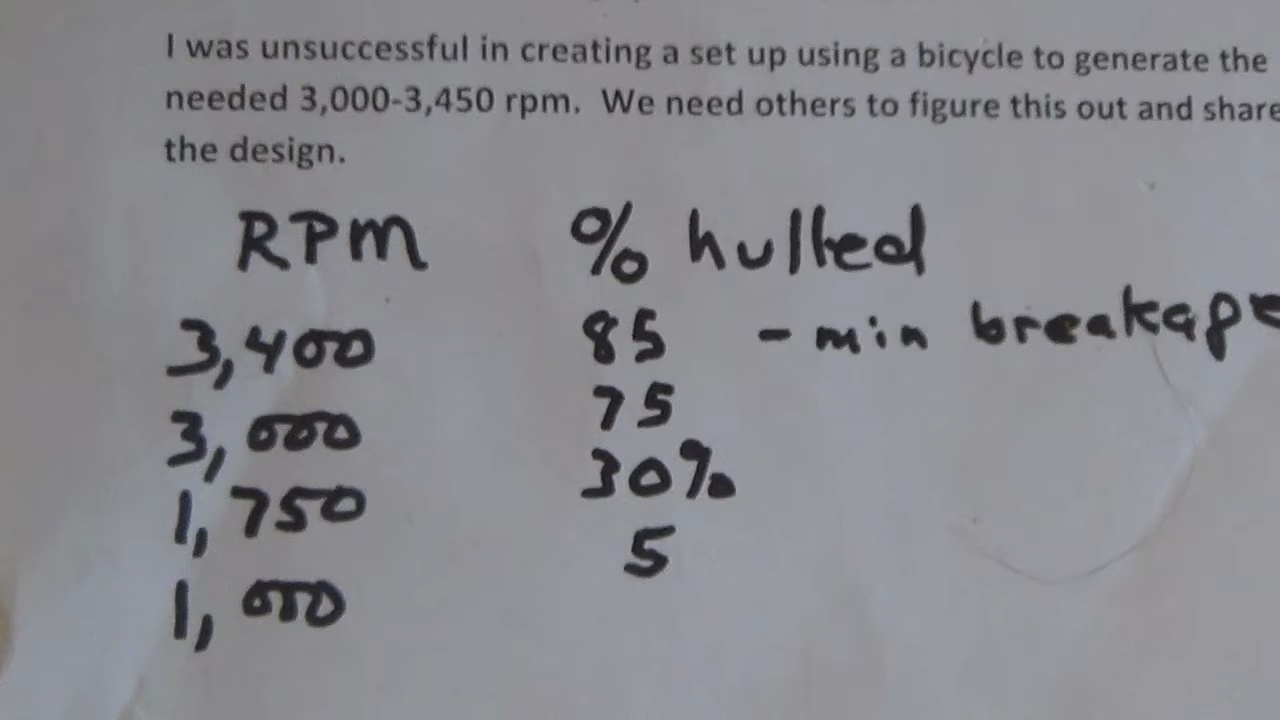 I was unsuccessful in creating a set up using a bicycle to generate the
needed 3,000-3,450 rpm. We need others to figure this out and share
the design.
RPM % hulled
3,400 85 - min breakage
3,000 75
1,750 30%
1,000 5